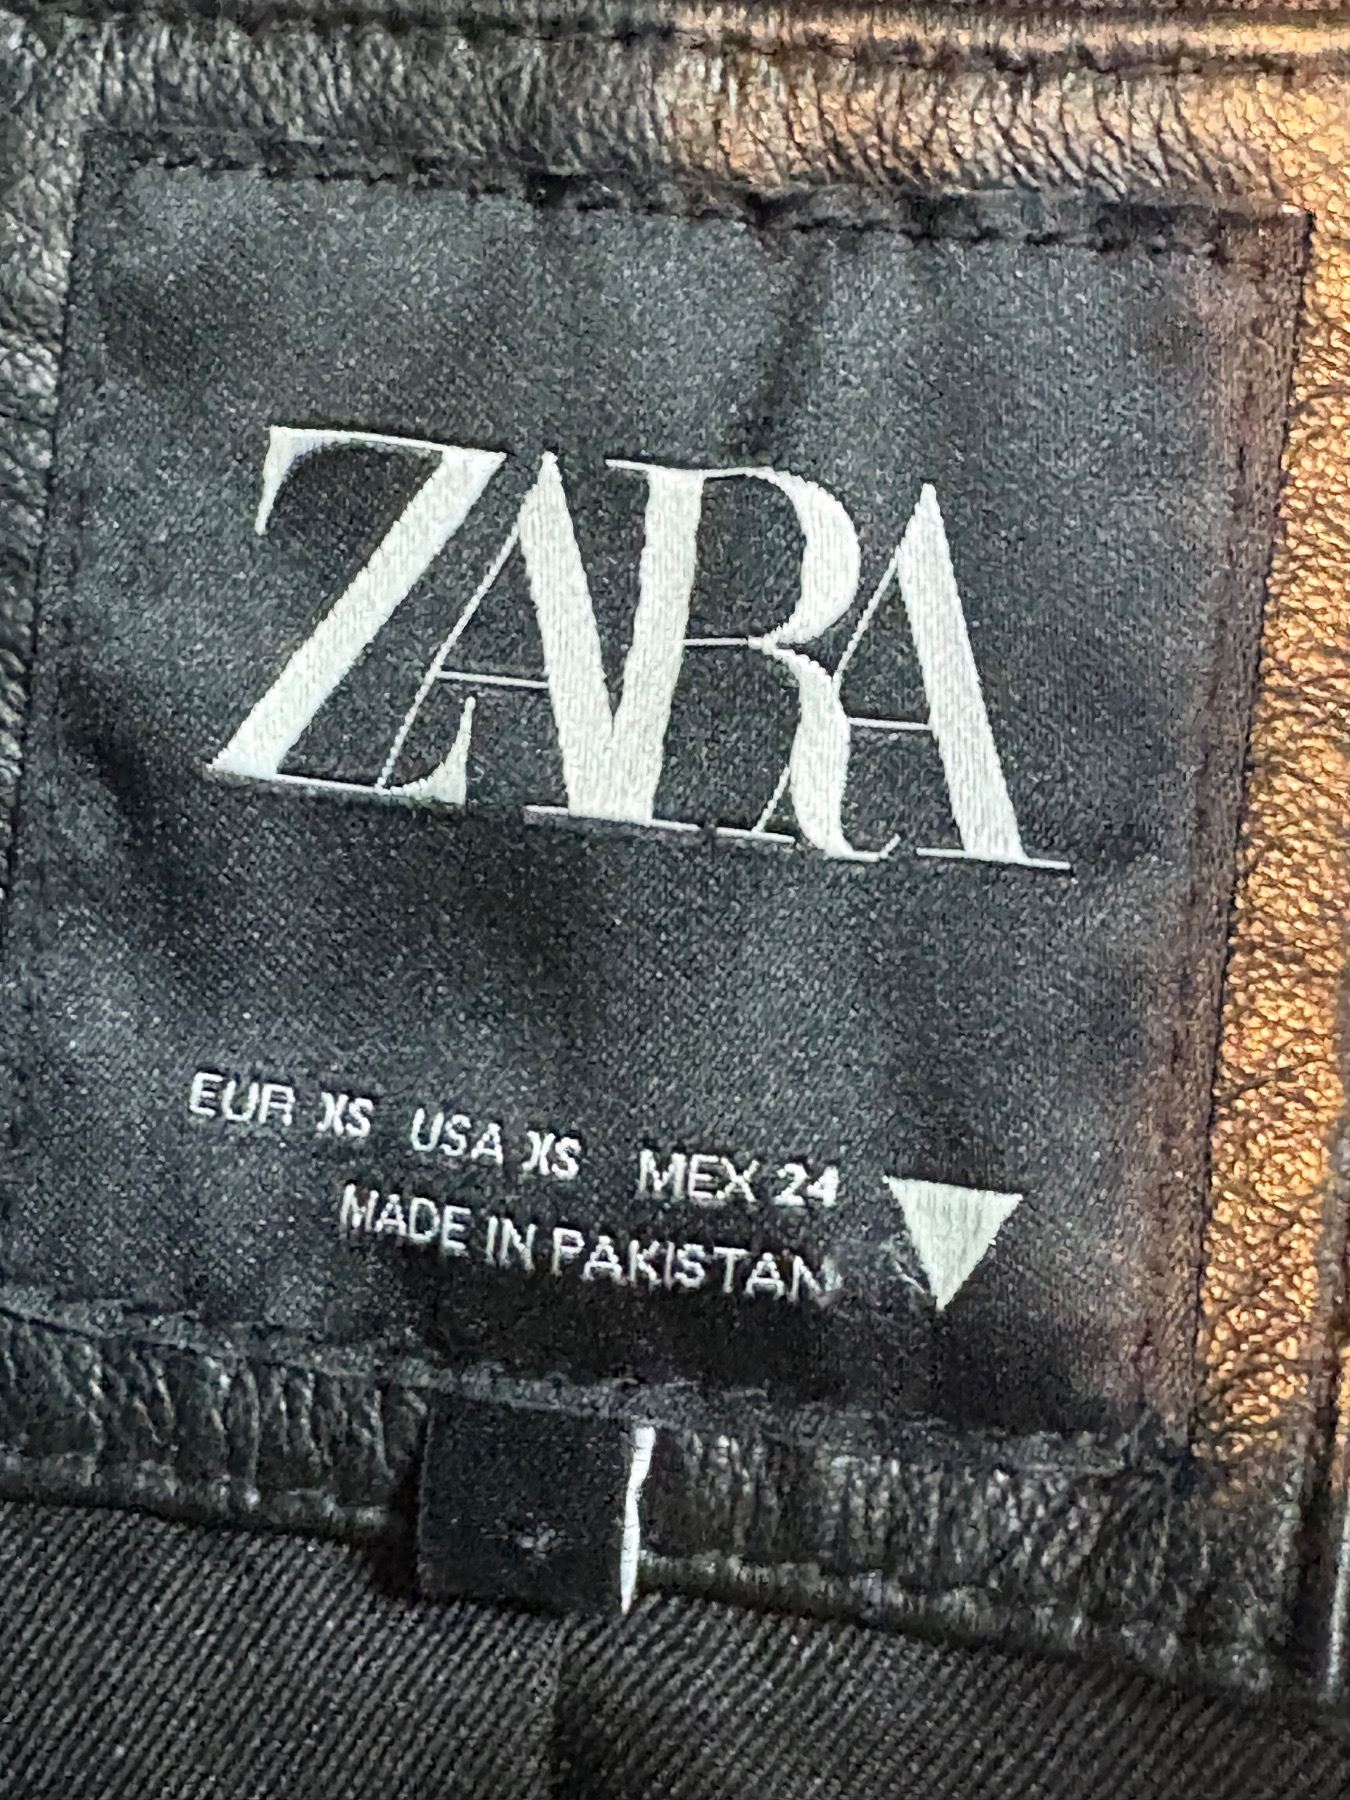 ZARA
EUR XS USA XS MEX 24
MADE IN PAKISTAN